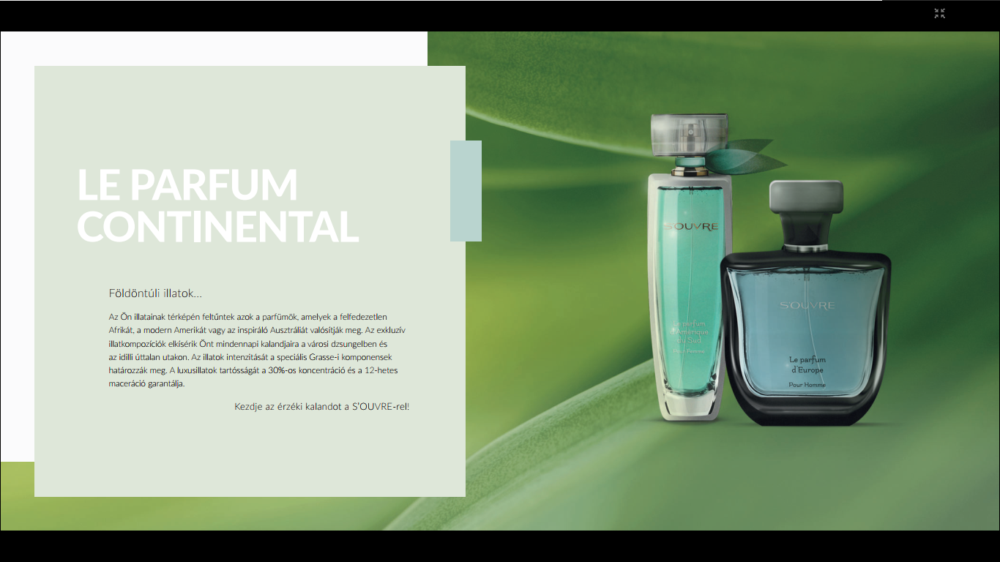 LE PARFUM
CONTINENTAL
Földöntúli illatok...
Az Ön illatainak térképén feltűntek azok a parfümök, amelyek a felfedezetlen
Afrikát, a modern Amerikát vagy az inspiráló Ausztráliát valósítják meg. Az exkluzív
illatkompozíciók elkísérik Önt mindennapi kalandjaira a városi dzsungelben és
az idilli úttalan utakon. Az illatok intenzitását a speciális Grasse-i komponensek
határozzák meg. A luxusillatok tartósságát a 30%-os koncentráció és a 12-hetes
maceráció garantálja.
Kezdje az érzéki kalandot a S'OUVRE-rel!
S'OUVRE
Le parfum
d'Amérique
du Sud
Pour Femme
S'OUVRE
Le parfum
d'Europe
Pour Homme